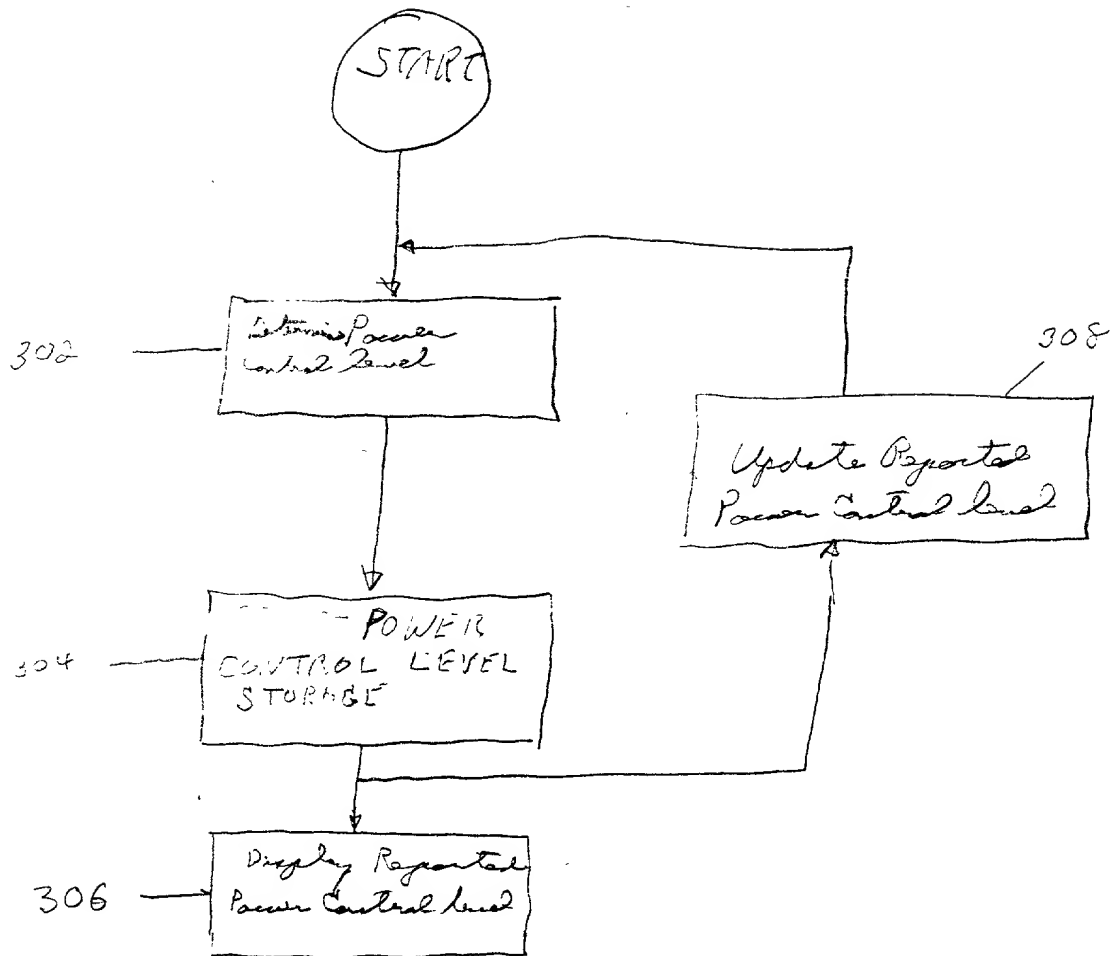 START
302
Determine Power
Control level
308
Update Reported
Power Control level
304
POWER
CONTROL LEVEL
STORAGE
306
Display Reported
Power Control level